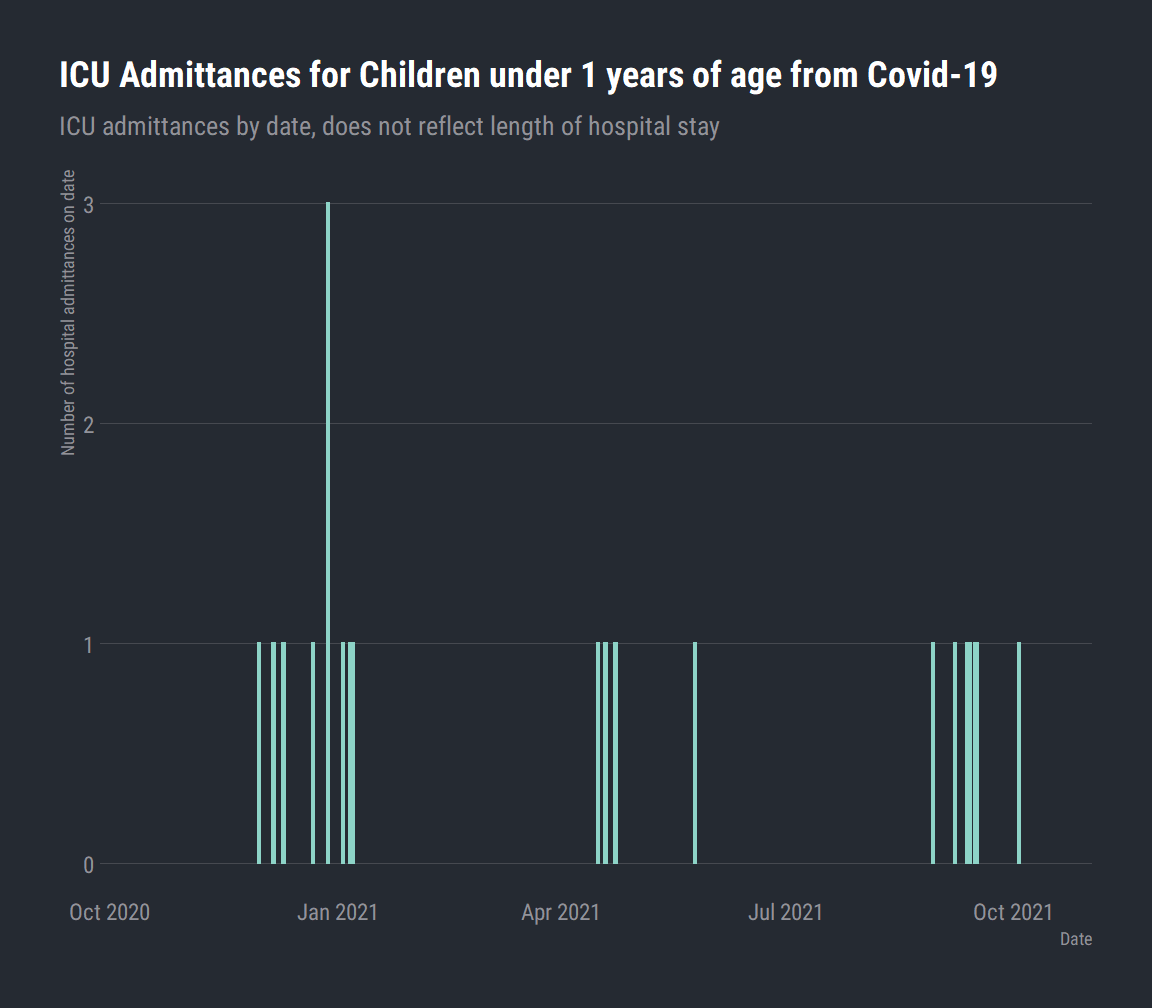 ICU Admittances for Children under 1 years of age from Covid-19
ICU admittances by date, does not reflect length of hospital stay
Number of hospital admittances on date
3
2
1
0
Oct 2020 Jan 2021 Apr 2021 Jul 2021 Oct 2021
Date